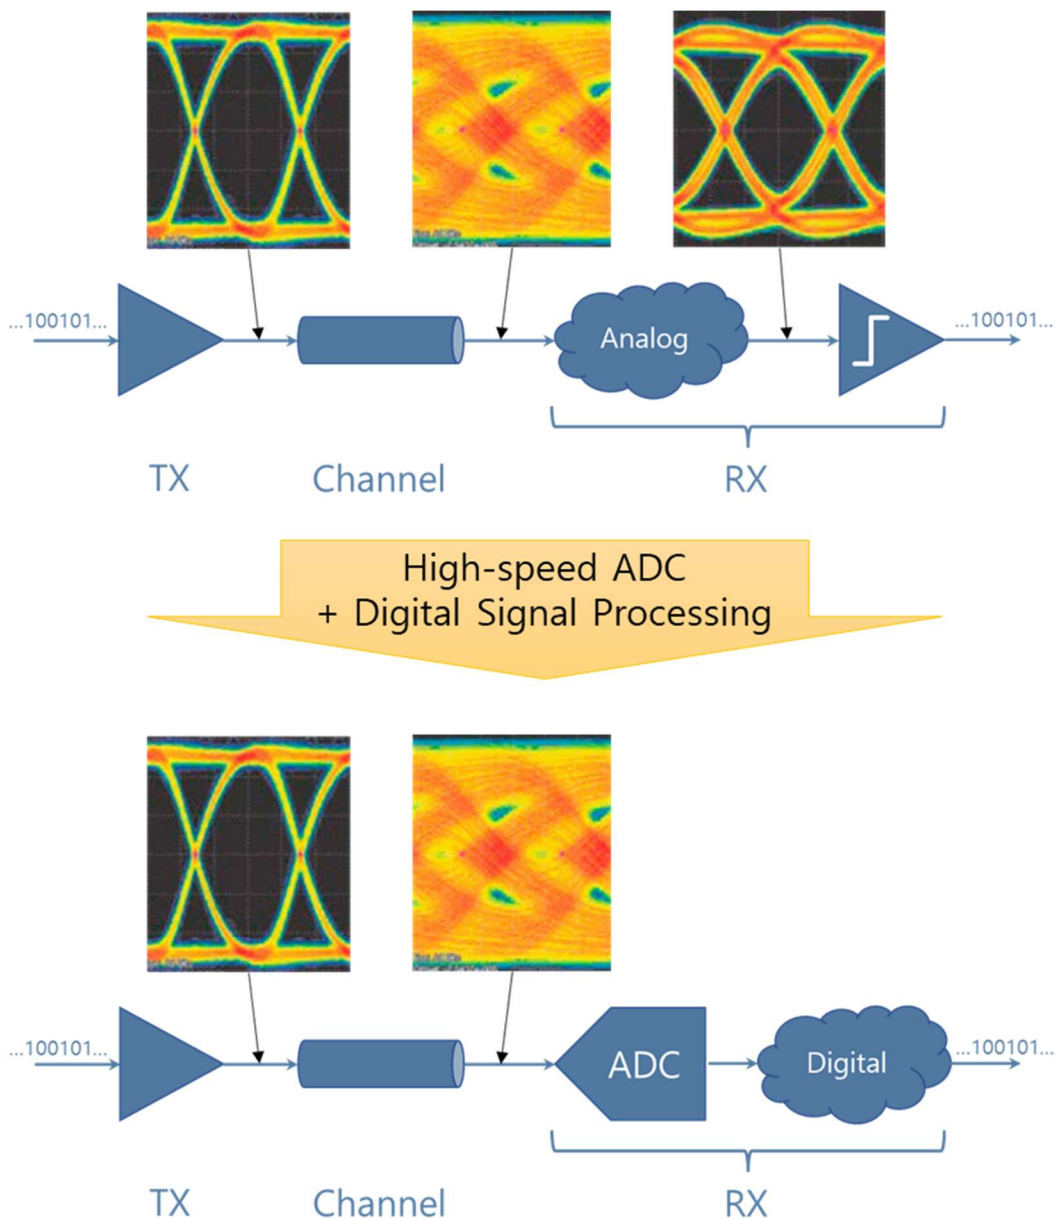 ...100101...
Analog
...100101...
TX
Channel
RX
High-speed ADC
+ Digital Signal Processing
...100101...
ADC
Digital
...100101...
TX
Channel
RX